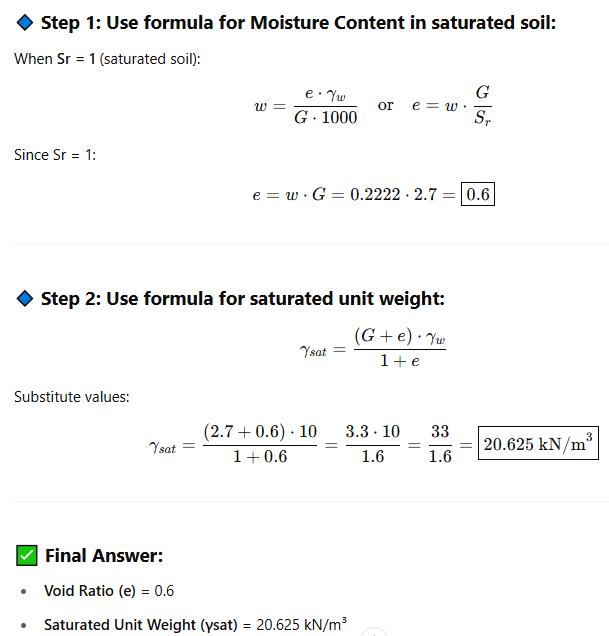 Step 1: Use formula for Moisture Content in saturated soil:
When Sr = 1 (saturated soil):
w = e · γw / G · 1000 or e = w · G / Sr
Since Sr = 1:
e = w · G = 0.2222 · 2.7 = 0.6
Step 2: Use formula for saturated unit weight:
γsat = (G + e) · γw / 1 + e
Substitute values:
γsat = (2.7 + 0.6) · 10 / 1 + 0.6 = 3.3 · 10 / 1.6 = 33 / 1.6 = 20.625 kN/m³
Final Answer:
• Void Ratio (e) = 0.6
• Saturated Unit Weight (γsat) = 20.625 kN/m³